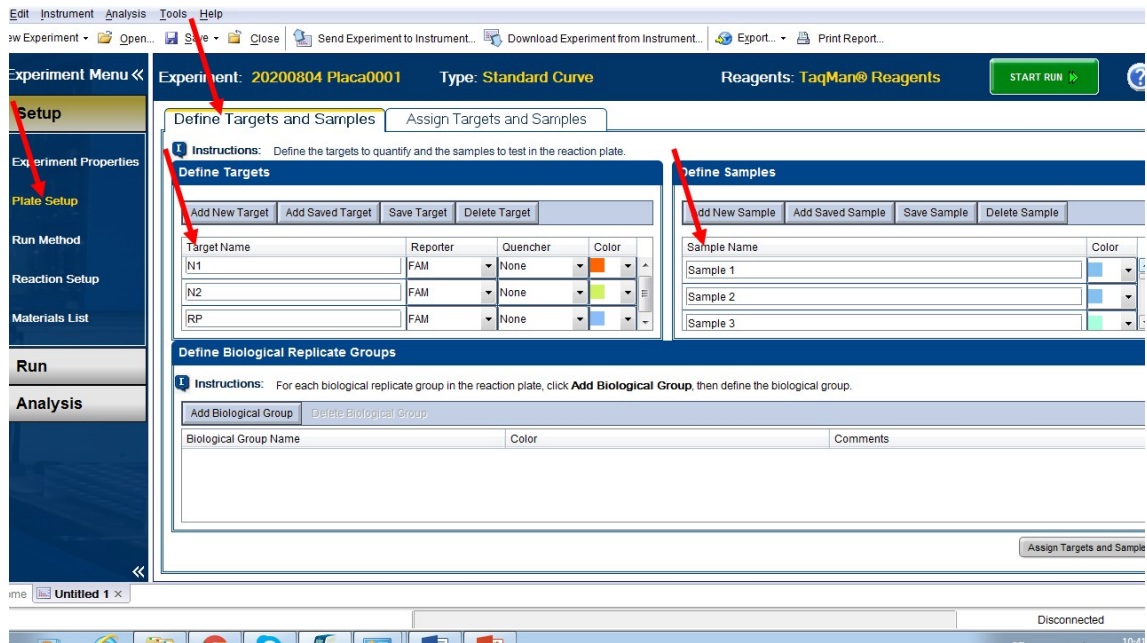 Edit Instrument Analysis Tools Help
ew Experiment Open... Save Close Send Experiment to Instrument... Download Experiment from Instrument... Export... Print Report...
Experiment Menu «
Experiment: 20200804 Placa0001 Type: Standard Curve Reagents: TaqMan® Reagents START RUN
Setup
Define Targets and Samples Assign Targets and Samples
Instructions: Define the targets to quantify and the samples to test in the reaction plate.
Experiment Properties
Define Targets Define Samples
Plate Setup
Add New Target Add Saved Target Save Target Delete Target Add New Sample Add Saved Sample Save Sample Delete Sample
Run Method
Target Name Reporter Quencher Color Sample Name Color
N1 FAM None Sample 1
Reaction Setup
N2 FAM None Sample 2
Materials List
RP FAM None Sample 3
Define Biological Replicate Groups
Run
Instructions: For each biological replicate group in the reaction plate, click Add Biological Group, then define the biological group.
Analysis
Add Biological Group Delete Biological Group
Biological Group Name Color Comments
Assign Targets and Sample
«
ome Untitled 1 ×
Disconnected